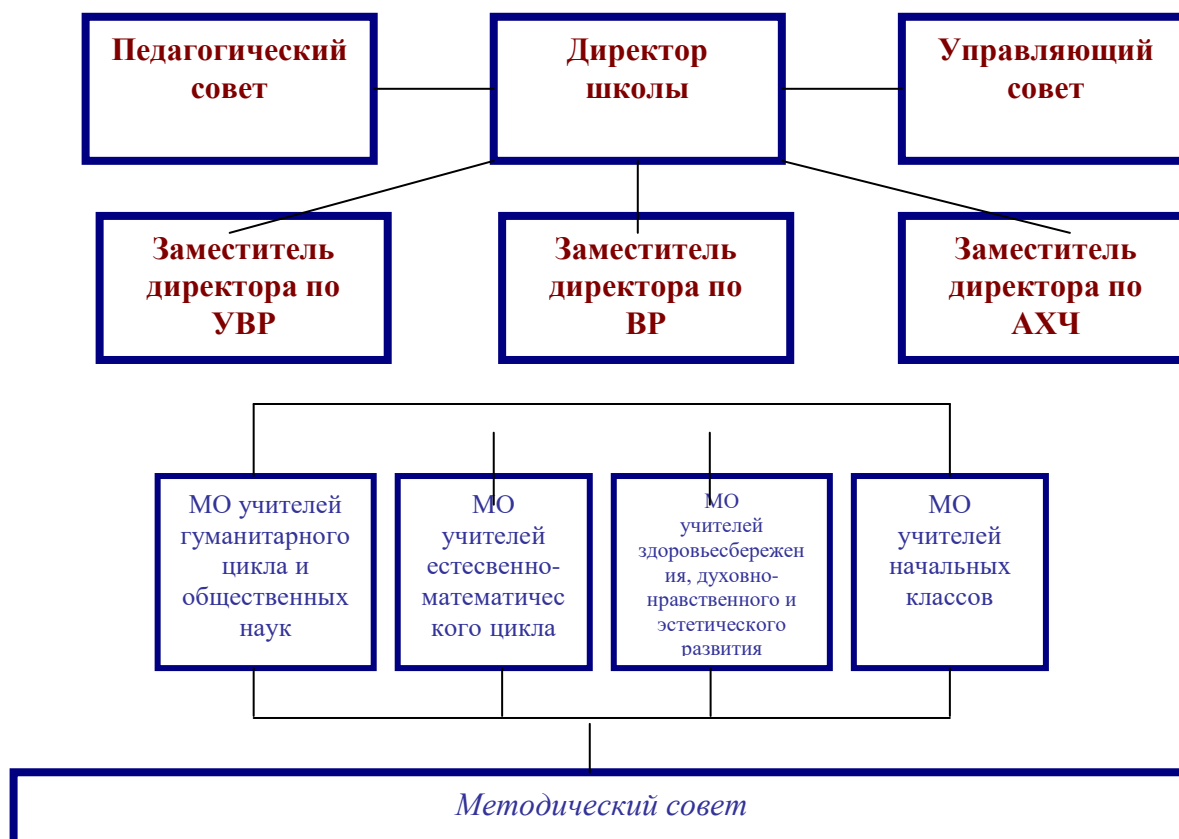 Педагогический
совет
Директор
школы
Управляющий
совет
Заместитель
директора по
УВР
Заместитель
директора по
ВР
Заместитель
директора по
АХЧ
МО учителей
гуманитарного
цикла и
общественных
наук
МО
учителей
естесвенно-
математичес
кого цикла
МО
учителей
здоровьесбережен
ия, духовно-
нравственного и
эстетического
развития
МО
учителей
начальных
классов
Методический совет